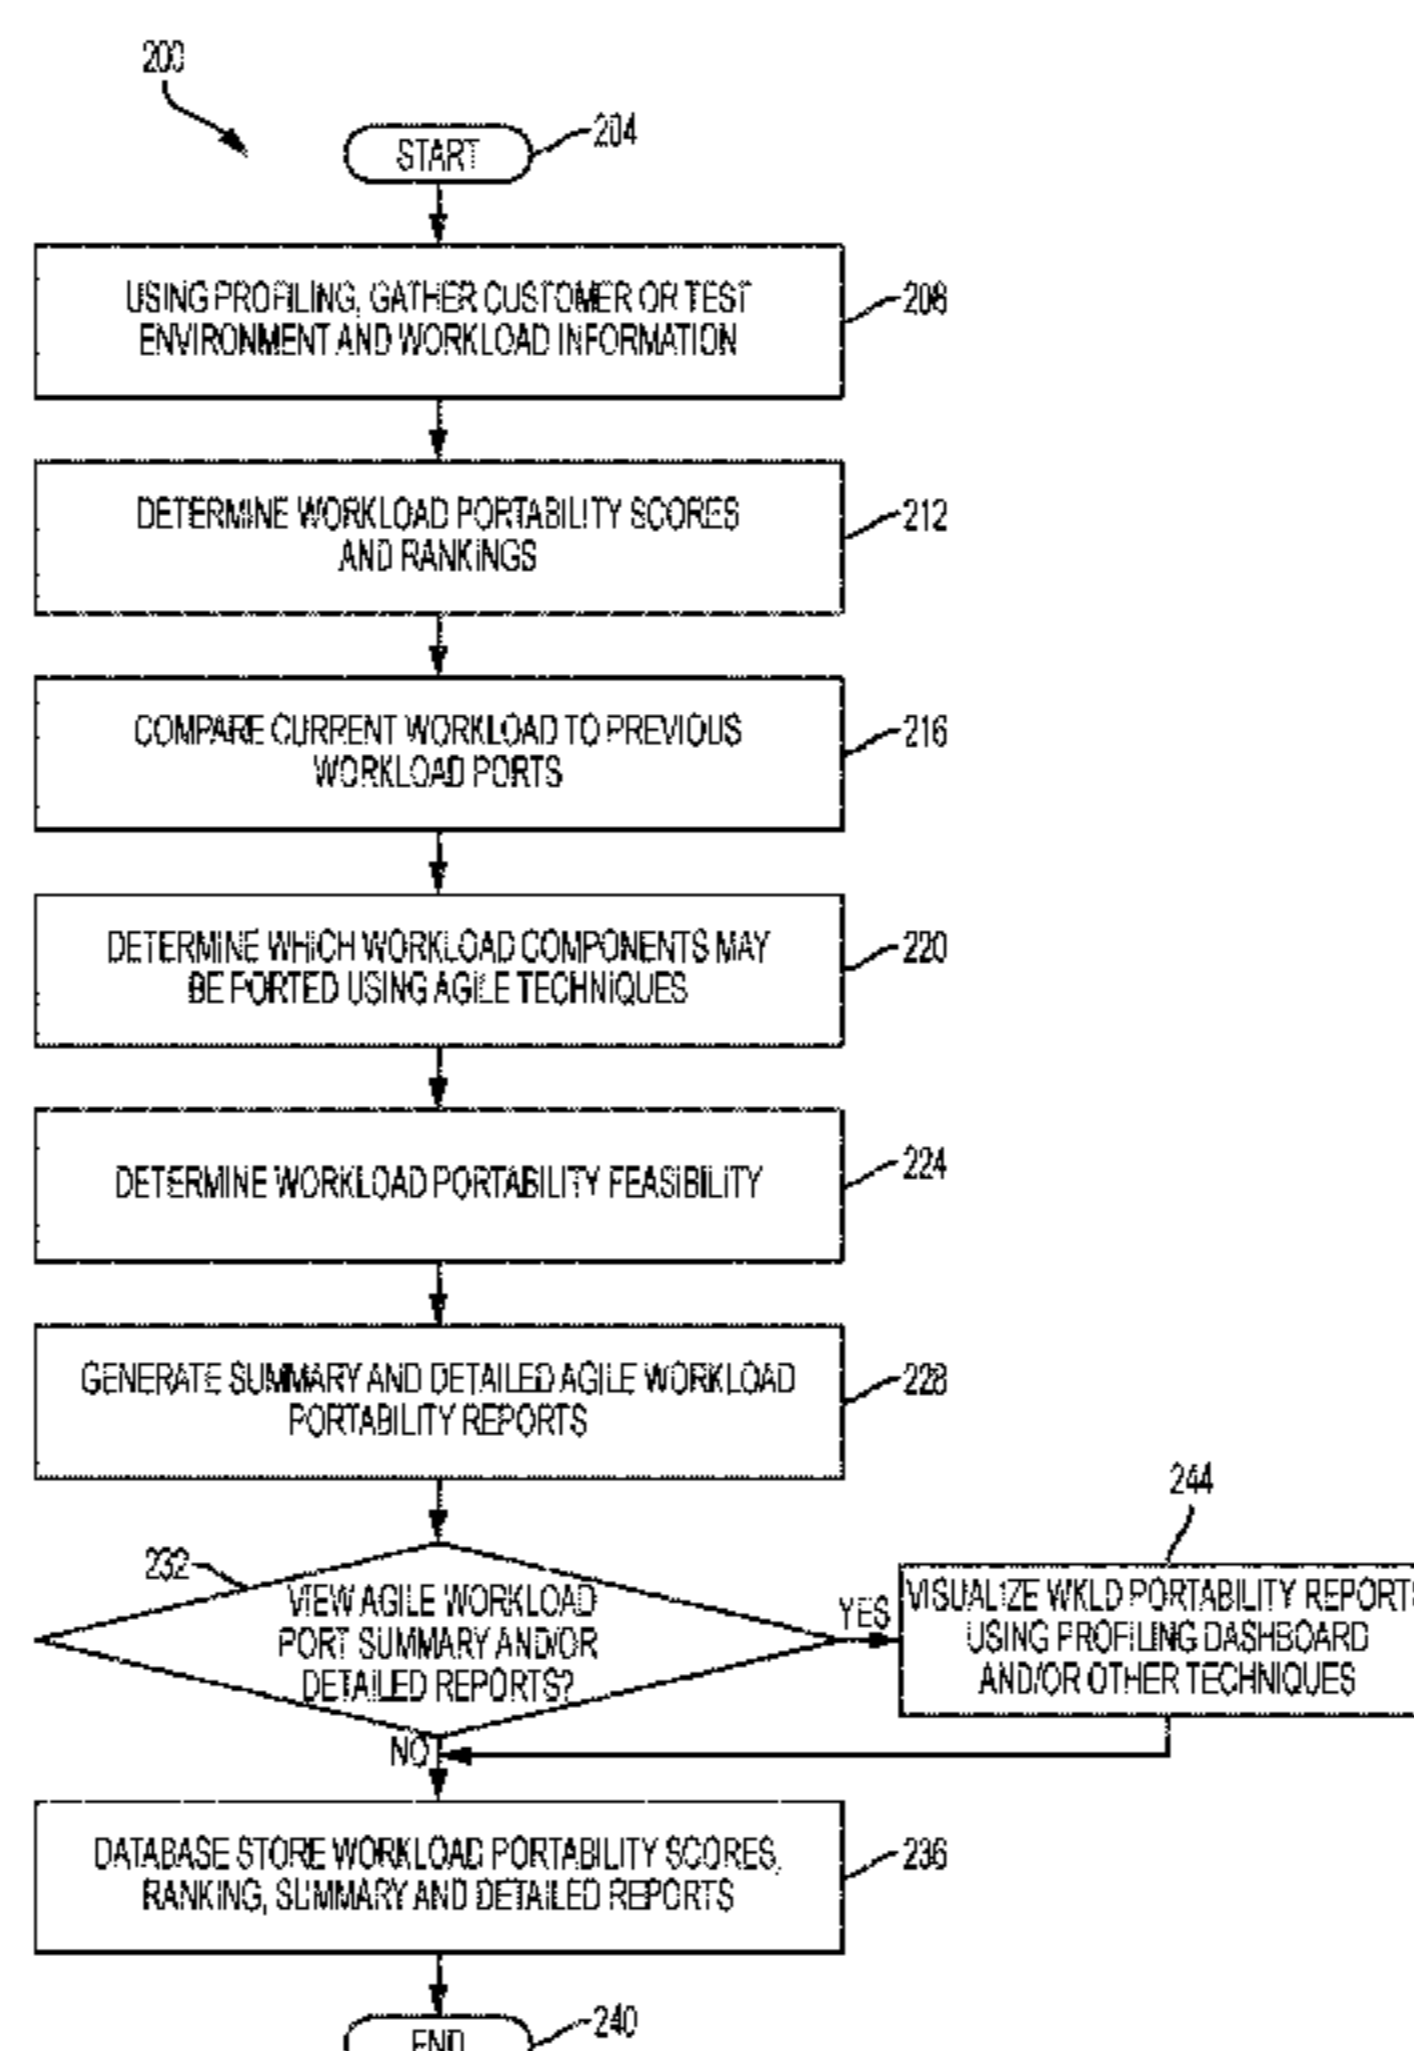 200
START
204
USING PROFILING, GATHER CUSTOMER OR TEST
ENVIRONMENT AND WORKLOAD INFORMATION
208
DETERMINE WORKLOAD PORTABILITY SCORES
AND RANKINGS
212
COMPARE CURRENT WORKLOAD TO PREVIOUS
WORKLOAD PORTS
216
DETERMINE WHICH WORKLOAD COMPONENTS MAY
BE PORTED USING AGILE TECHNIQUES
220
DETERMINE WORKLOAD PORTABILITY FEASIBILITY
224
GENERATE SUMMARY AND DETAILED AGILE WORKLOAD
PORTABILITY REPORTS
228
232
VIEW AGILE WORKLOAD
PORT SUMMARY AND/OR
DETAILED REPORTS?
YES
244
VISUALIZE WKLD PORTABILITY REPORTS
USING PROFILING DASHBOARD
AND/OR OTHER TECHNIQUES
NO
DATABASE STORE WORKLOAD PORTABILITY SCORES,
RANKING, SUMMARY AND DETAILED REPORTS
236
END
240